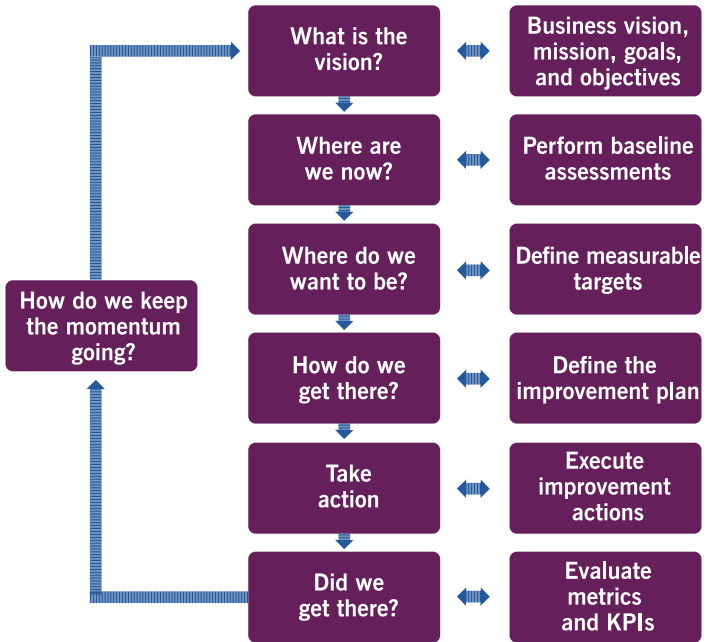 What is the
vision?
Business vision,
mission, goals,
and objectives
Where are
we now?
Perform baseline
assessments
Where do we
want to be?
Define measurable
targets
How do we keep
the momentum
going?
How do we
get there?
Define the
improvement plan
Take
action
Execute
improvement
actions
Did we
get there?
Evaluate
metrics
and KPIs